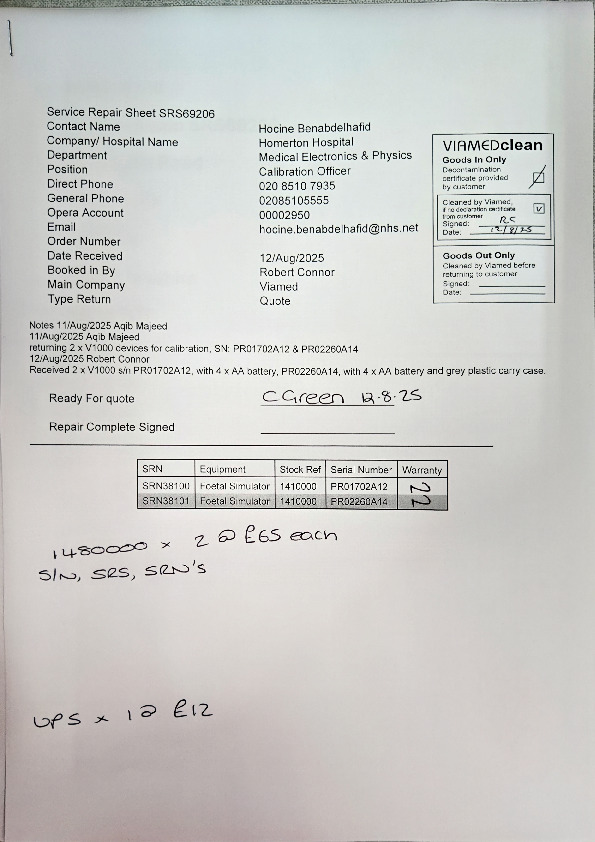 Service Repair Sheet SRS69206
Contact Name Hocine Benabdelhafid
Company/ Hospital Name Homerton Hospital
Department Medical Electronics & Physics
Position Calibration Officer
Direct Phone 020 8510 7935
General Phone 02085105555
Opera Account 00002950
Email hocine.benabdelhafid@nhs.net
Order Number
Date Received 12/Aug/2025
Booked in By Robert Connor
Main Company Viamed
Type Return Quote
VIAMEDclean
Goods In Only
Decontamination
certificate provided
by customer
Cleaned by Viamed,
if no declaration certificate
from customer
Signed: RC
Date: 12/8/25
Goods Out Only
Cleaned by Viamed before
returning to customer
Signed:
Date:
Notes 11/Aug/2025 Aqib Majeed
11/Aug/2025 Aqib Majeed
returning 2 x V1000 devices for calibration, SN: PR01702A12 & PR02260A14
12/Aug/2025 Robert Connor
Received 2 x V1000 s/n PR01702A12, with 4 x AA battery, PR02260A14, with 4 x AA battery and grey plastic carry case.
Ready For quote C Green 12.8.25
Repair Complete Signed
SRN Equipment Stock Ref Serial Number Warranty
SRN38100 Foetal Simulator 1410000 PR01702A12 N
SRN38101 Foetal Simulator 1410000 PR02260A14 N
1480000 x 2 @ £65 each
S/N, SRS, SRN's
UPS x 1 @ £12